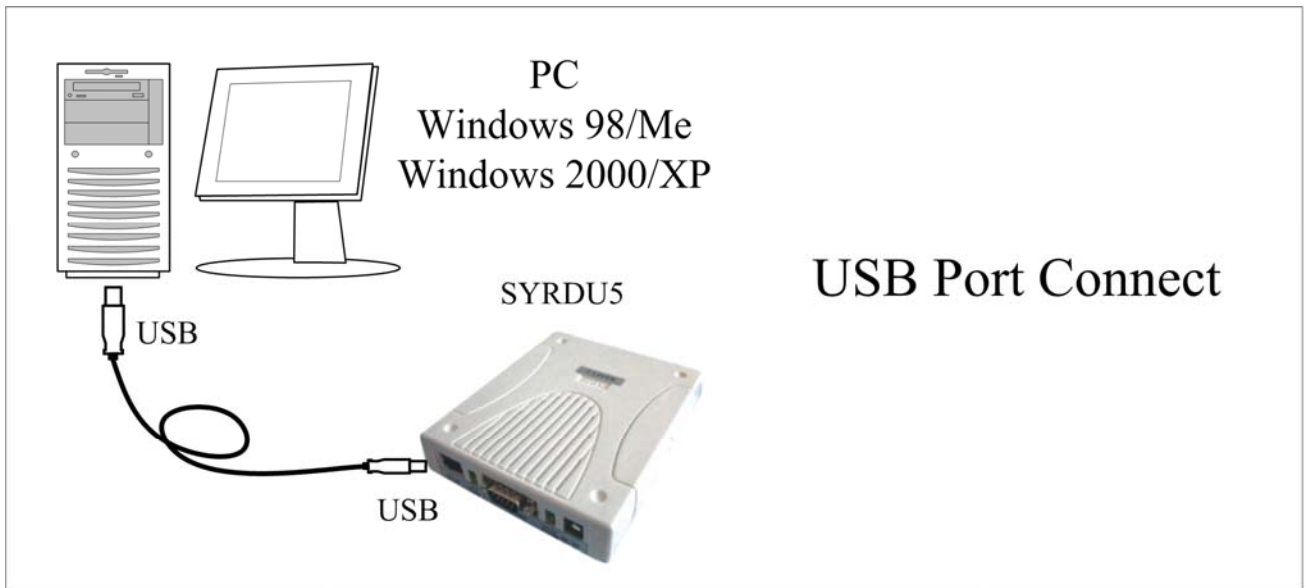 PC
Windows 98/Me
Windows 2000/XP
USB Port Connect
SYRDU5
USB
USB